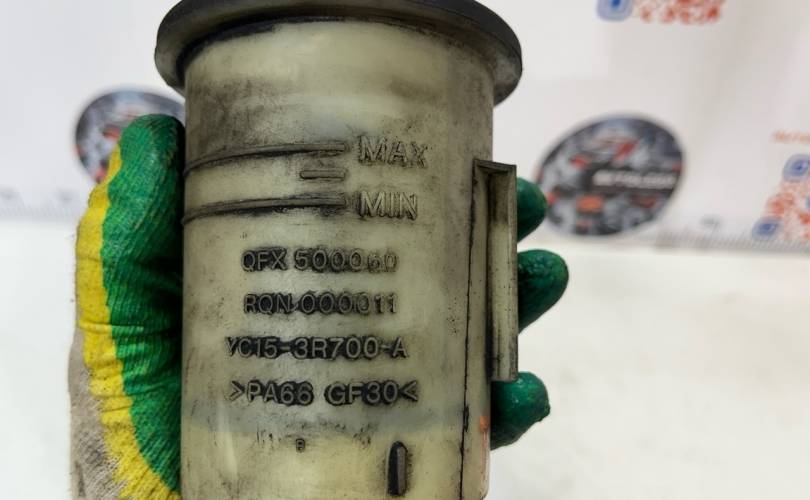 MAX
MIN
QFX 500060
RQN 000011
YC15-3R700-A
>PA66 GF30<